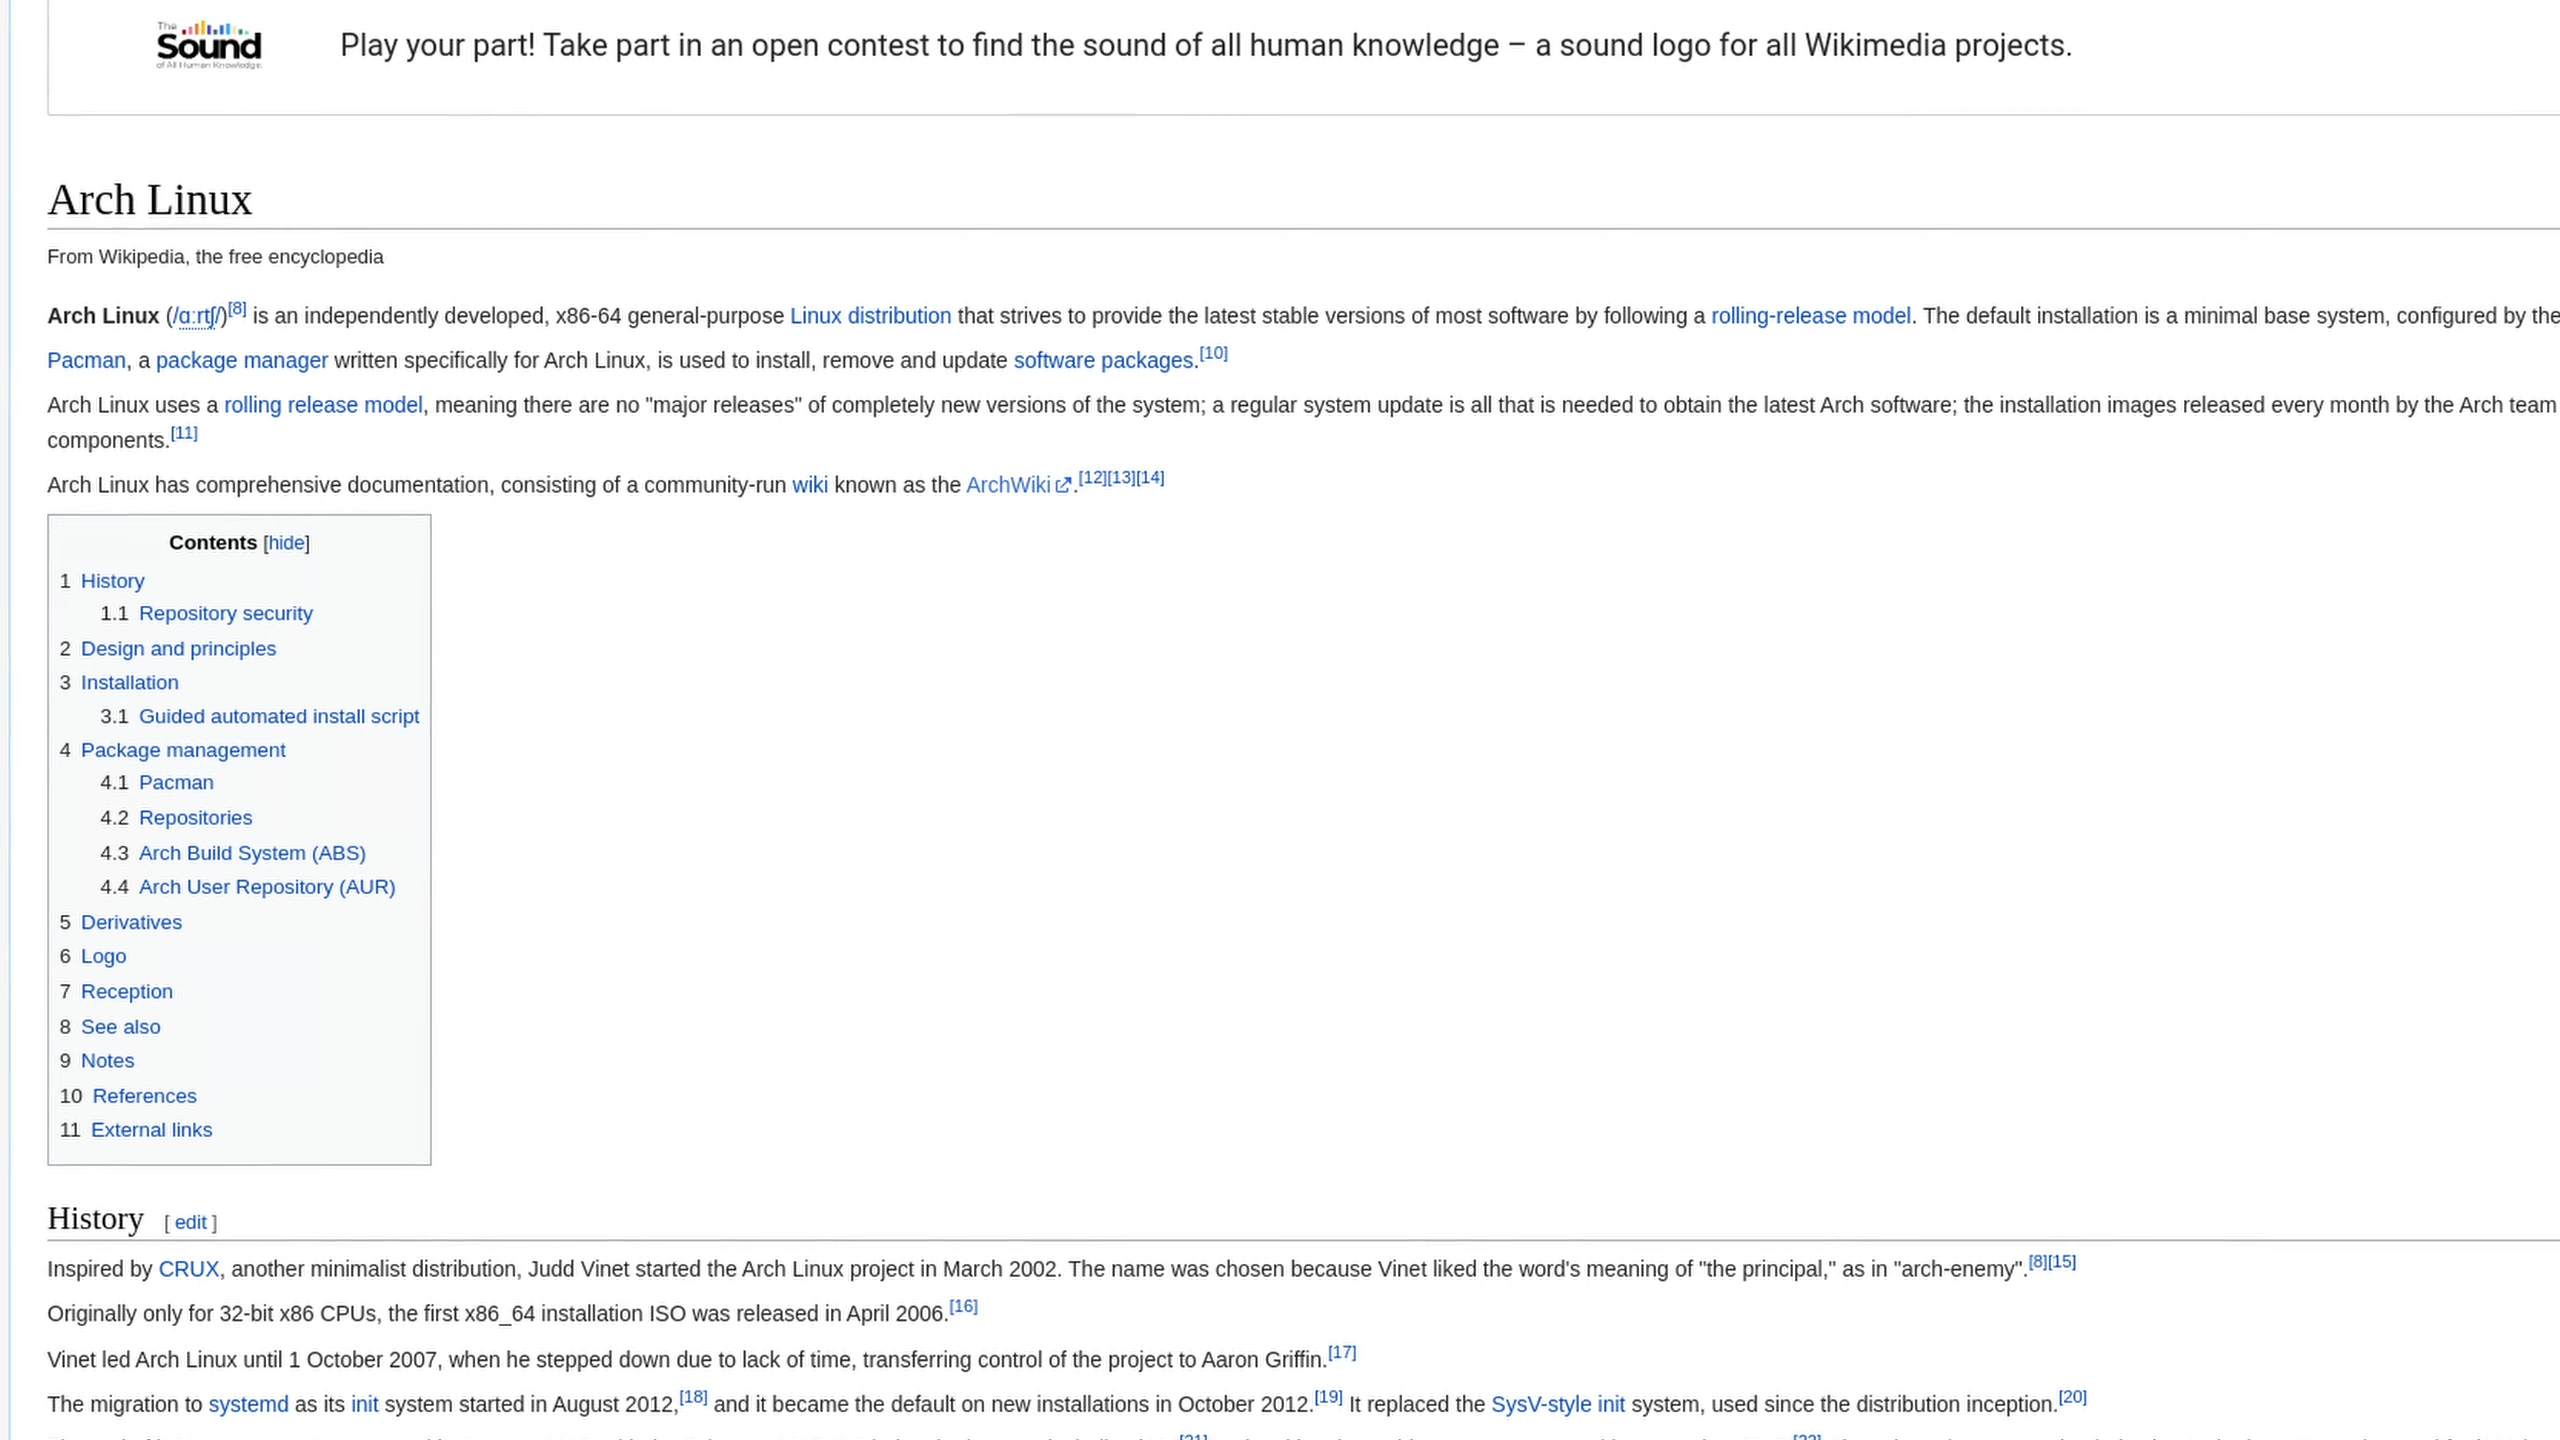 The
Sound
of All Human Knowledge
Play your part! Take part in an open contest to find the sound of all human knowledge – a sound logo for all Wikimedia projects.
Arch Linux
From Wikipedia, the free encyclopedia
Arch Linux (/ɑːrtʃ/)[8] is an independently developed, x86-64 general-purpose Linux distribution that strives to provide the latest stable versions of most software by following a rolling-release model. The default installation is a minimal base system, configured by the
Pacman, a package manager written specifically for Arch Linux, is used to install, remove and update software packages.[10]
Arch Linux uses a rolling release model, meaning there are no "major releases" of completely new versions of the system; a regular system update is all that is needed to obtain the latest Arch software; the installation images released every month by the Arch team
components.[11]
Arch Linux has comprehensive documentation, consisting of a community-run wiki known as the ArchWiki.[12][13][14]
Contents [hide]
1 History
1.1 Repository security
2 Design and principles
3 Installation
3.1 Guided automated install script
4 Package management
4.1 Pacman
4.2 Repositories
4.3 Arch Build System (ABS)
4.4 Arch User Repository (AUR)
5 Derivatives
6 Logo
7 Reception
8 See also
9 Notes
10 References
11 External links
History [ edit ]
Inspired by CRUX, another minimalist distribution, Judd Vinet started the Arch Linux project in March 2002. The name was chosen because Vinet liked the word's meaning of "the principal," as in "arch-enemy".[8][15]
Originally only for 32-bit x86 CPUs, the first x86_64 installation ISO was released in April 2006.[16]
Vinet led Arch Linux until 1 October 2007, when he stepped down due to lack of time, transferring control of the project to Aaron Griffin.[17]
The migration to systemd as its init system started in August 2012,[18] and it became the default on new installations in October 2012.[19] It replaced the SysV-style init system, used since the distribution inception.[20]